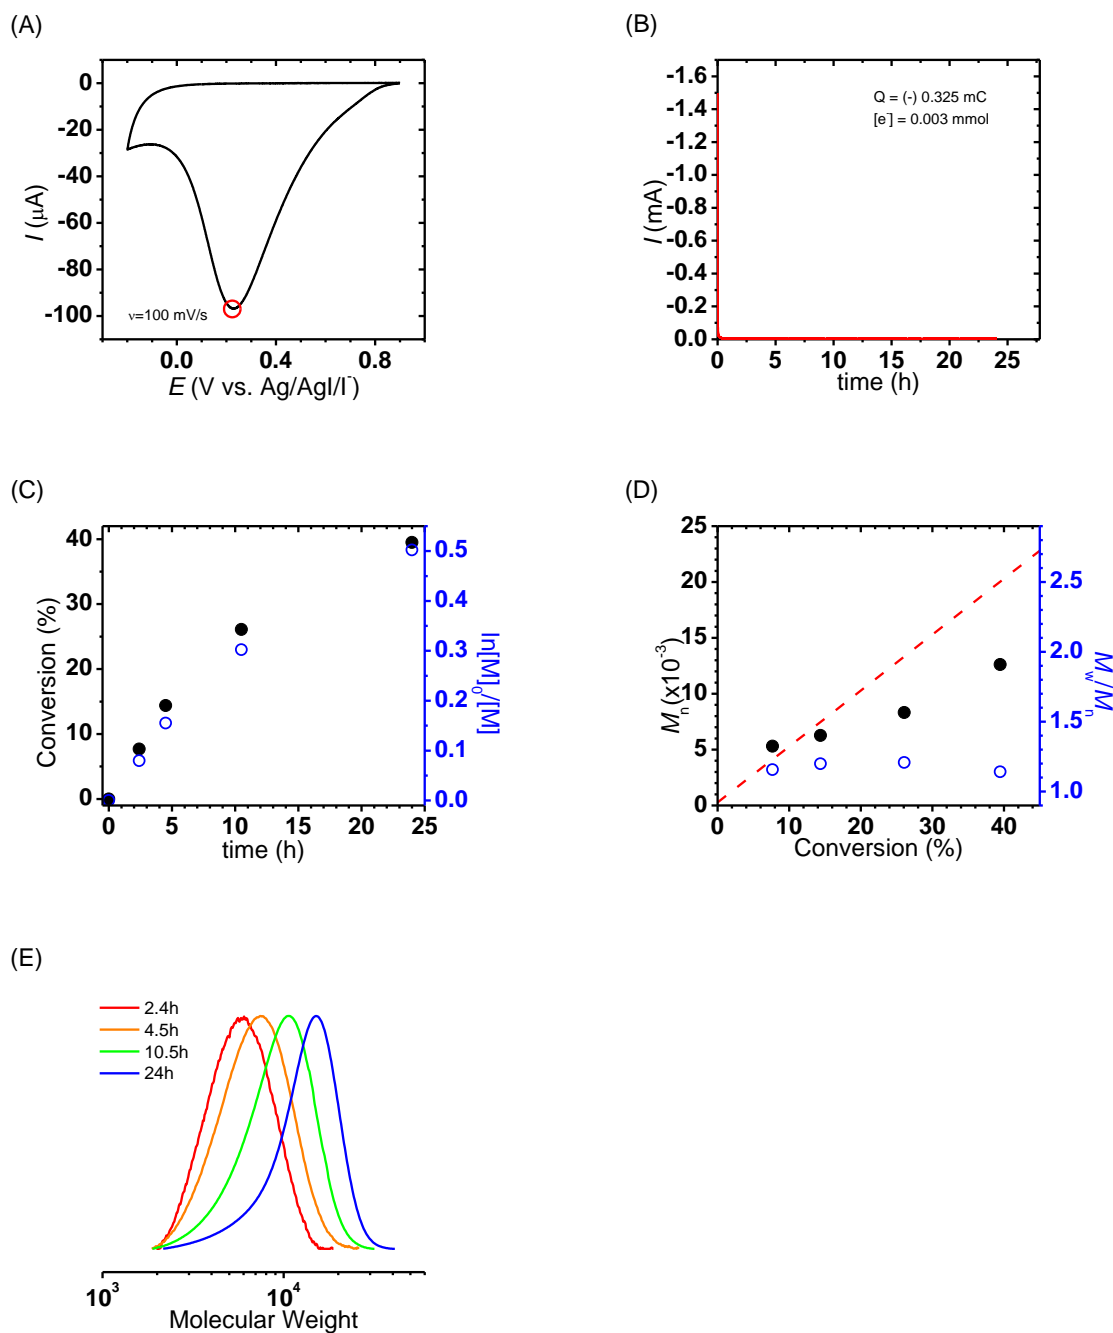 (A)
0
-20
-40
-60
-80
-100
I (μA)
ν=100 mV/s
0.0 0.4 0.8
E (V vs. Ag/AgI/I⁻)
(B)
-1.6
-1.4
-1.2
-1.0
-0.8
-0.6
-0.4
-0.2
0.0
I (mA)
Q = (-) 0.325 mC
[e⁻] = 0.003 mmol
0 5 10 15 20 25
time (h)
(C)
40
30
20
10
0
Conversion (%)
0.5
0.4
0.3
0.2
0.1
0.0
ln[M]₀/[M]
0 5 10 15 20 25
time (h)
(D)
25
20
15
10
5
0
Mₙ (x10⁻³)
2.5
2.0
1.5
1.0
M_w/Mₙ
0 10 20 30 40
Conversion (%)
(E)
2.4h
4.5h
10.5h
24h
10³ 10⁴
Molecular Weight